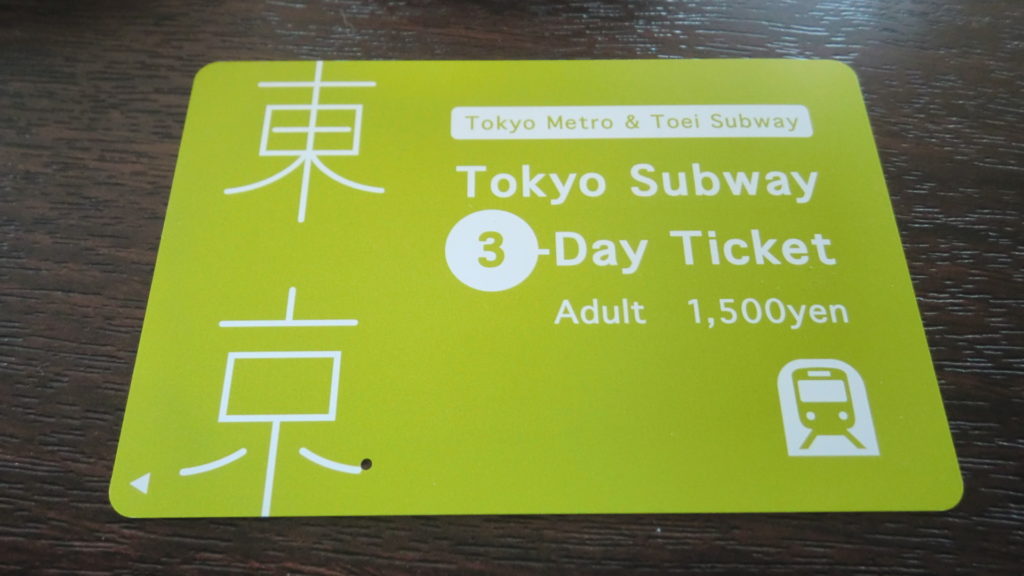 東京
Tokyo Metro & Toei Subway
Tokyo Subway
3-Day Ticket
Adult 1,500yen